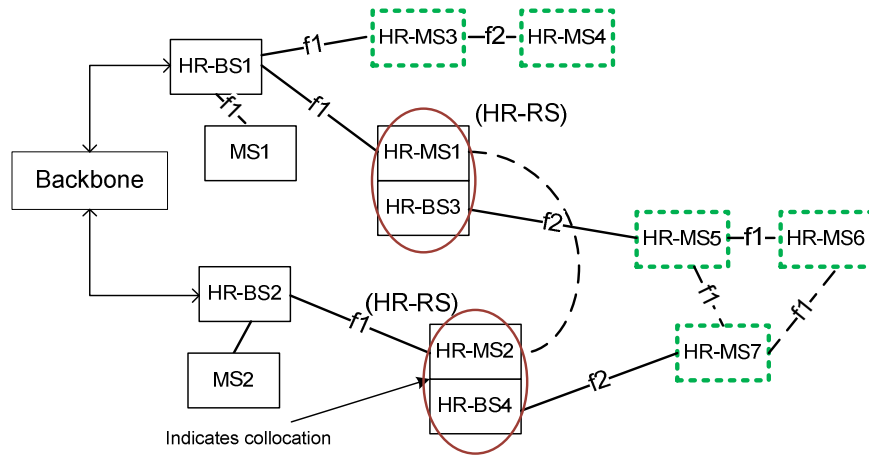 f1
HR-MS3
f2
HR-MS4
HR-BS1
f1
f1
(HR-RS)
MS1
HR-MS1
Backbone
HR-BS3
f2
HR-MS5
f1
HR-MS6
HR-BS2
(HR-RS)
f1
f1
f1
HR-MS2
HR-MS7
MS2
f2
HR-BS4
Indicates collocation